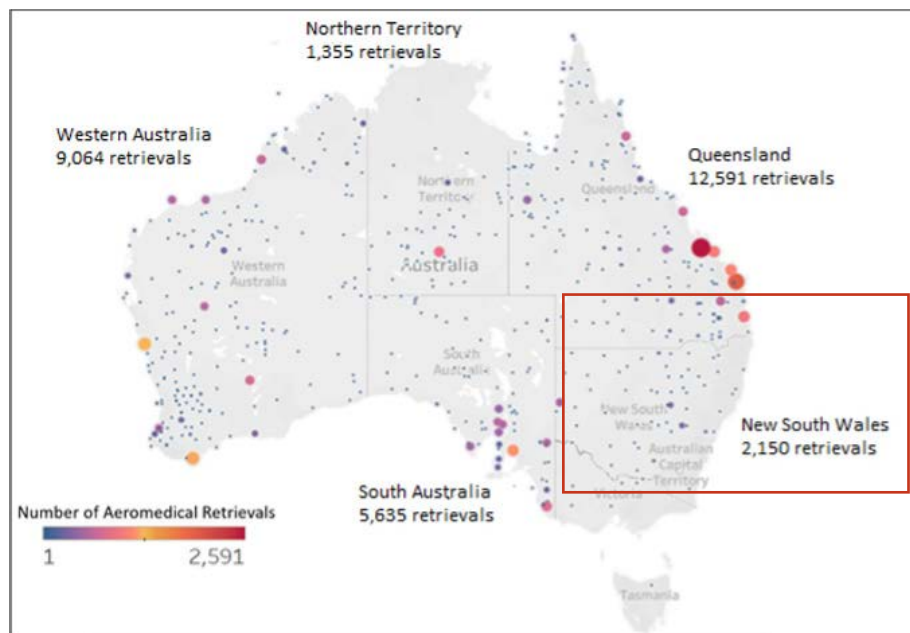 Northern Territory
1,355 retrievals
Western Australia
9,064 retrievals
Queensland
12,591 retrievals
Northern
Territory
Queensland
Western
Australia
Australia
South
Australia
New South
Wales
New South Wales
2,150 retrievals
Australian
Capital
Territory
South Australia
5,635 retrievals
Victoria
Number of Aeromedical Retrievals
1
2,591
Tasmania